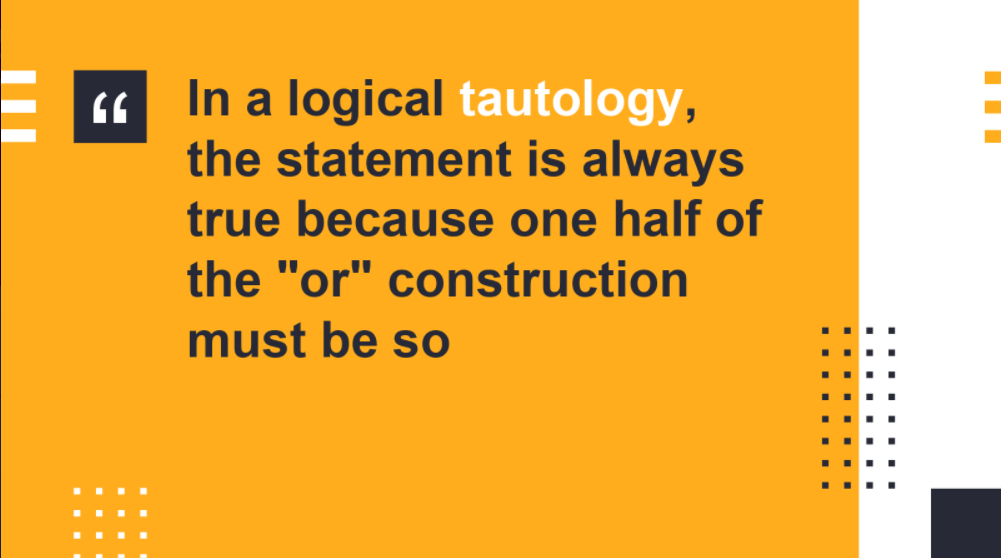 “
In a logical tautology,
the statement is always
true because one half of
the "or" construction
must be so